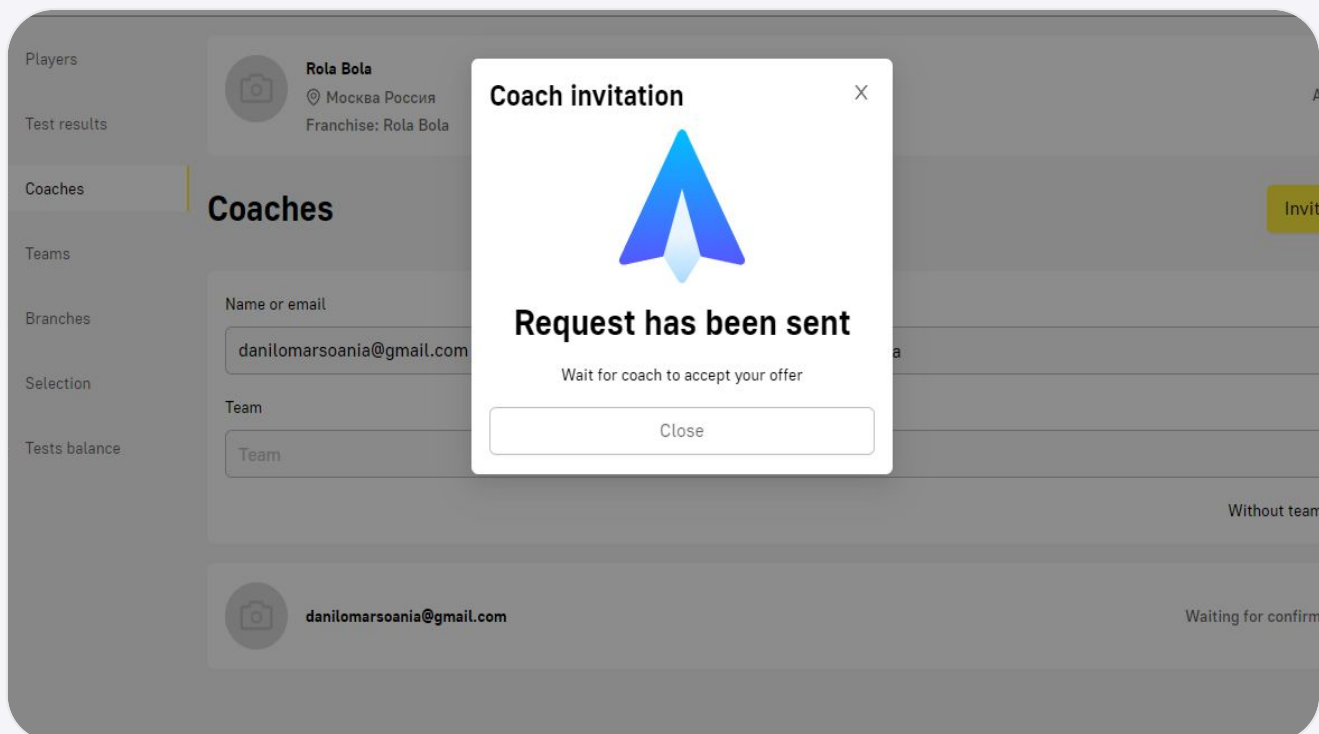 Players
Test results
Coaches
Teams
Branches
Selection
Tests balance
Rola Bola
Москва Россия
Franchise: Rola Bola
Coaches
Name or email
danilomarsoania@gmail.com
Team
Team
Without team
danilomarsoania@gmail.com
Waiting for confirm
Coach invitation
X
Request has been sent
Wait for coach to accept your offer
Close